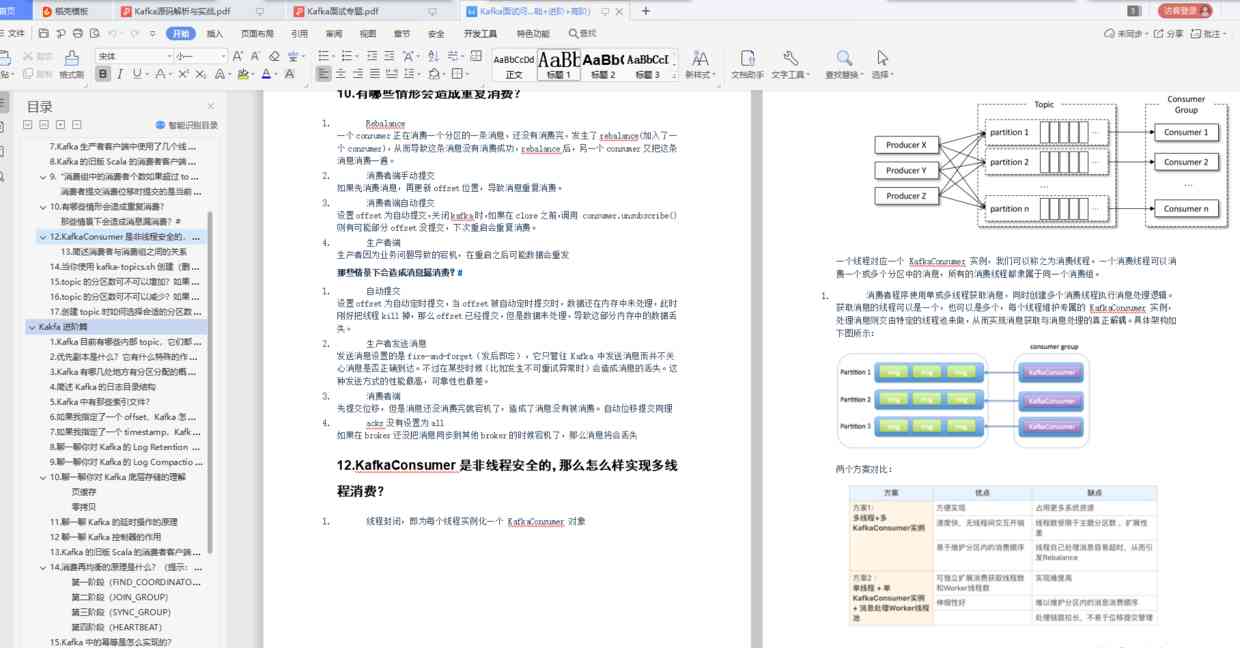 首页
稻壳模板
Kafka源码解析与实战.pdf
Kafka面试专题.pdf
Kafka面试问...础+进阶+高阶)
+
1
访客登录
文件
开始
插入
页面布局
引用
审阅
视图
章节
安全
开发工具
特色功能
查找
未同步
分享
批注
剪切
复制
格式刷
宋体
小一
B I U
AaBbCcDd
正文
AaBb
标题 1
AaBb(
标题 2
AaBbC(
标题 3
新样式
文档助手
文字工具
查找替换
选择
目录
智能识别目录
7.Kafka 生产者客户端中使用了几个线 ...
8.Kafka 的旧版 Scala 的消费者客户端 ...
9. “消费组中的消费者个数如果超过 to ...
消费者提交消费位移时提交的是当前 ...
10.有哪些情形会造成重复消费?
那些情景下会造成消息漏消费? #
12.KafkaConsumer 是非线程安全的, ...
13.简述消费者与消费组之间的关系
14.当你使用 kafka-topics.sh 创建（删 ...
15.topic 的分区数可不可以增加? 如果 ...
16.topic 的分区数可不可以减少? 如果 ...
17.创建 topic 时如何选择合适的分区数 ...
Kakfa 进阶篇
1.Kafka 目前有哪些内部 topic, 它们都 ...
2.优先副本是什么? 它有什么特殊的作 ...
3.Kafka 有哪几处地方有分区分配的概 ...
4.简述 Kafka 的日志目录结构
5.Kafka 中有那些索引文件?
6.如果我指定了一个 offset, Kafka 怎 ...
7.如果我指定了一个 timestamp, Kafk ...
8.聊一聊你对 Kafka 的 Log Retention ...
9.聊一聊你对 Kafka 的 Log Compactio ...
10.聊一聊你对 Kafka 底层存储的理解
页缓存
零拷贝
11.聊一聊 Kafka 的延时操作的原理
12 聊一聊 Kafka 控制器的作用
13.Kafka 的旧版 Scala 的消费者客户端 ...
14.消费再均衡的原理是什么? （提示: ...
第一阶段（FIND_COORDINATO...
第二阶段（JOIN_GROUP）
第三阶段（SYNC_GROUP）
第四阶段（HEARTBEAT）
15.Kafka 中的幂等是怎么实现的?
10.有哪些情形会造成重复消费?
1. Rebalance
一个 consumer 正在消费一个分区的一条消息，还没有消费完，发生了 rebalance(加入了一
个 consumer)，从而导致这条消息没有消费成功，rebalance 后，另一个 consumer 又把这条
消息消费一遍。
2. 消费者端手动提交
如果先消费消息，再更新 offset 位置，导致消息重复消费。
3. 消费者端自动提交
设置 offset 为自动提交，关闭 kafka 时，如果在 close 之前，调用 consumer.unsubscribe()
则有可能部分 offset 没提交，下次重启会重复消费。
4. 生产者端
生产者因为业务问题导致的宕机，在重启之后可能数据会重发
那些情景下会造成消息漏消费? #
1. 自动提交
设置 offset 为自动定时提交，当 offset 被自动定时提交时，数据还在内存中未处理，此时
刚好把线程 kill 掉，那么 offset 已经提交，但是数据未处理，导致这部分内存中的数据丢
失。
2. 生产者发送消息
发送消息设置的是 fire-and-forget（发后即忘），它只管往 Kafka 中发送消息而并不关
心消息是否正确到达。不过在某些时候（比如发生不可重试异常时）会造成消息的丢失。这
种发送方式的性能最高，可靠性也最差。
3. 消费者端
先提交位移，但是消息还没消费完就宕机了，造成了消息没有被消费。自动位移提交同理
4. acks 没有设置为 all
如果在 broker 还没把消息同步到其他 broker 的时候宕机了，那么消息将会丢失
12.KafkaConsumer 是非线程安全的, 那么怎么样实现多线
程消费?
1. 线程封闭，即为每个线程实例化一个 KafkaConsumer 对象
Topic
Consumer
Group
Producer X
Producer Y
Producer Z
partition 1
...
partition 2
...
...
partition n
...
Consumer 1
Consumer 2
...
Consumer n
一个线程对应一个 KafkaConsumer 实例，我们可以称之为消费线程。一个消费线程可以消
费一个或多个分区中的消息，所有的消费线程都隶属于同一个消费组。
1. 消费者程序使用单或多线程获取消息，同时创建多个消费线程执行消息处理逻辑。
获取消息的线程可以是一个，也可以是多个，每个线程维护专属的 KafkaConsumer 实例，
处理消息则交由特定的线程池来做，从而实现消息获取与消息处理的真正解耦。具体架构如
下图所示：
consumer group
Partition 1
msg msg msg
KafkaConsumer
Partition 2
msg msg msg
KafkaConsumer
Partition 3
msg msg msg
KafkaConsumer
两个方案对比：
方案 优点 缺点
方案1:
多线程+多
KafkaConsumer实例
方便实现 占用更多系统资源
速度快，无线程间交互开销 线程数受限于主题分区数，扩展性
差
易于维护分区内的消费顺序 线程自己处理消息容易超时，从而引
发Rebalance
方案2：
单线程 + 单
KafkaConsumer实例
+ 消息处理Worker线程
池
可独立扩展消费获取线程数
和Worker线程数
实现难度高
伸缩性好 难以维护分区内的消息消费顺序
处理链路拉长，不易于位移提交管理